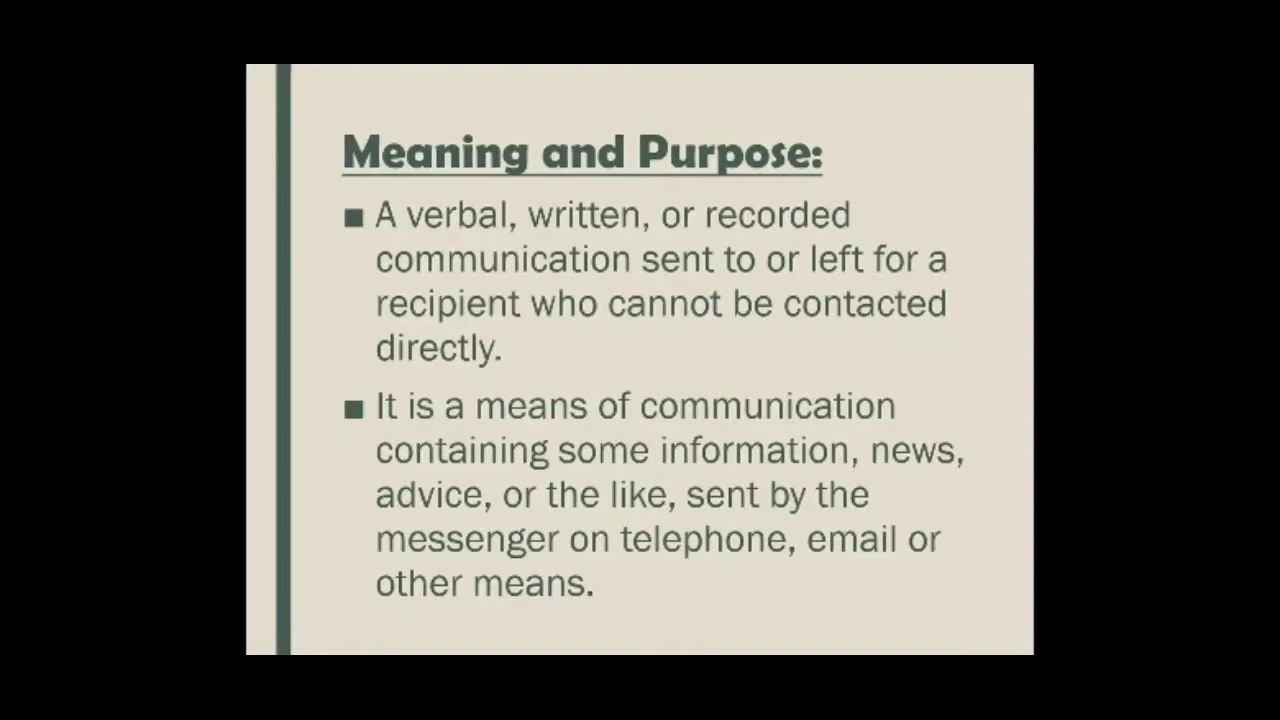 Meaning and Purpose:
■ A verbal, written, or recorded
communication sent to or left for a
recipient who cannot be contacted
directly.
■ It is a means of communication
containing some information, news,
advice, or the like, sent by the
messenger on telephone, email or
other means.